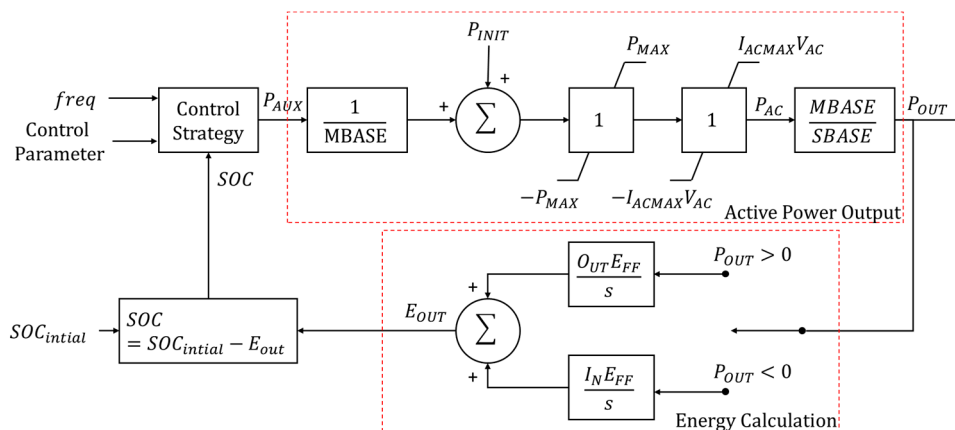 P_INIT
P_MAX
I_ACMAX V_AC
freq
Control
Parameter
Control
Strategy
P_AUX
1
MBASE
+
+
∑
1
1
P_AC
MBASE
SBASE
P_OUT
SOC
−P_MAX
−I_ACMAX V_AC
Active Power Output
O_UT E_FF
s
P_OUT > 0
+
SOC_intial
SOC
= SOC_intial − E_out
E_OUT
∑
+
I_N E_FF
s
P_OUT < 0
Energy Calculation